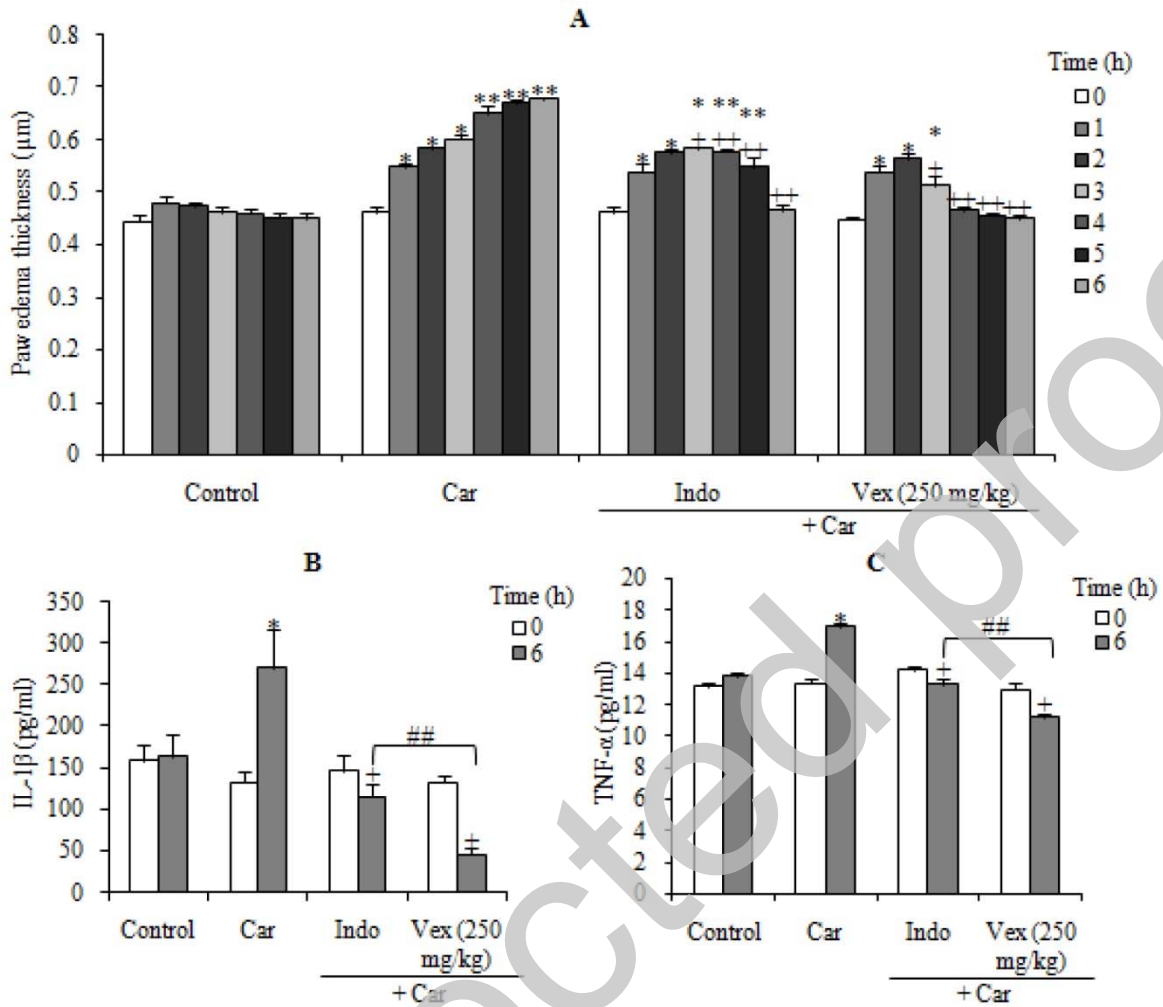 A
0.8
0.7
0.6
0.5
0.4
0.3
0.2
0.1
0
Paw edema thickness (µm)
* * * ** ** **
* * * ** **
+ ++ ++ ++
* * *
+ ++ ++ ++
Time (h)
0
1
2
3
4
5
6
Control Car Indo Vex (250 mg/kg)
+ Car
B
350
300
250
200
150
100
50
0
IL-1β (pg/ml)
*
+
##
+
Time (h)
0
6
Control Car Indo Vex (250
mg/kg)
+ Car
C
20
18
16
14
12
10
8
6
4
2
0
TNF-α (pg/ml)
*
+
##
+
Time (h)
0
6
Control Car Indo Vex (250
mg/kg)
+ Car
cted pro